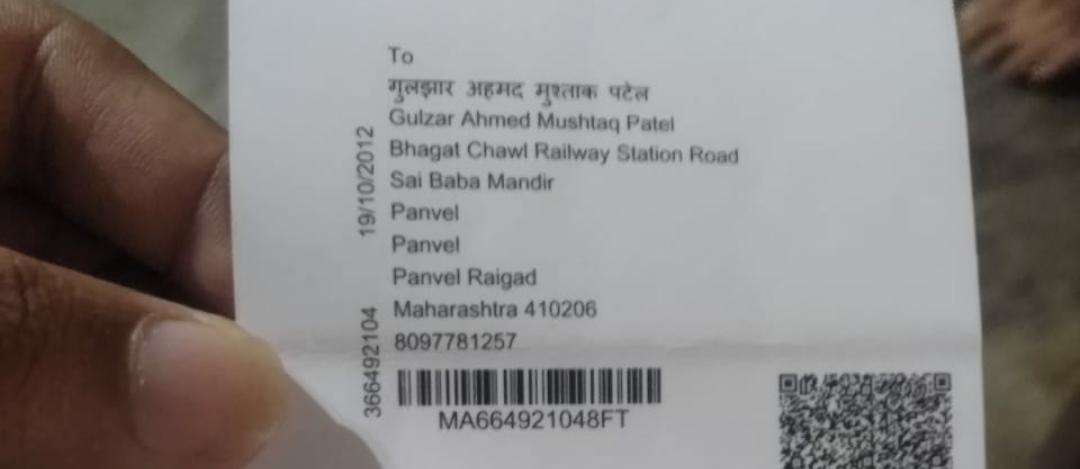 To
गुलझार अहमद मुश्ताक पटेल
Gulzar Ahmed Mushtaq Patel
Bhagat Chawl Railway Station Road
Sai Baba Mandir
Panvel
Panvel
Panvel Raigad
Maharashtra 410206
8097781257
MA664921048FT
19/10/2012
366492104